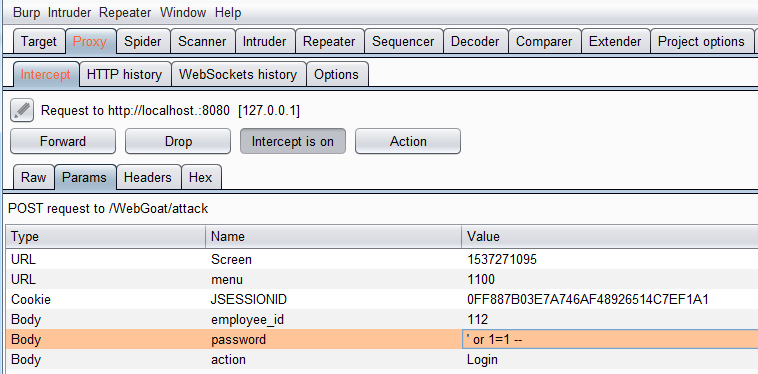 Burp Intruder Repeater Window Help
Target Proxy Spider Scanner Intruder Repeater Sequencer Decoder Comparer Extender Project options
Intercept HTTP history WebSockets history Options
Request to http://localhost.:8080 [127.0.0.1]
Forward Drop Intercept is on Action
Raw Params Headers Hex
POST request to /WebGoat/attack
Type Name Value
URL Screen 1537271095
URL menu 1100
Cookie JSESSIONID 0FF887B03E7A746AF48926514C7EF1A1
Body employee_id 112
Body password ' or 1=1 --
Body action Login